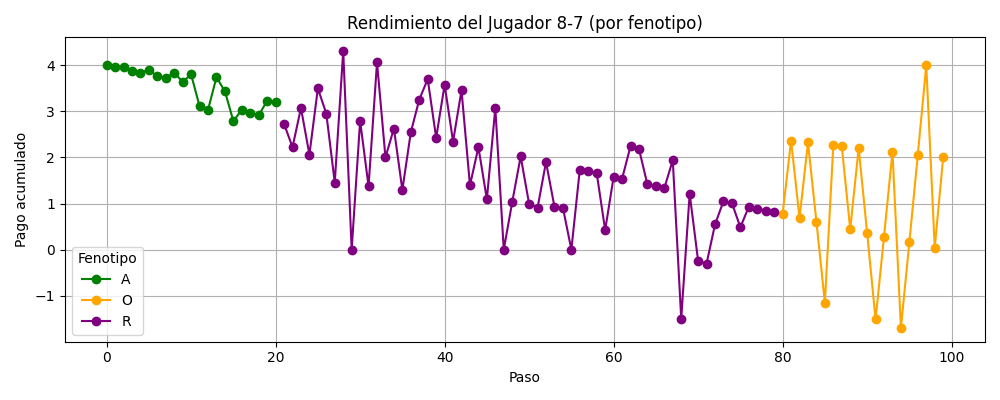 Rendimiento del Jugador 8-7 (por fenotipo)
Pago acumulado
4
3
2
1
0
−1
Fenotipo
A
O
R
0
20
40
60
80
100
Paso